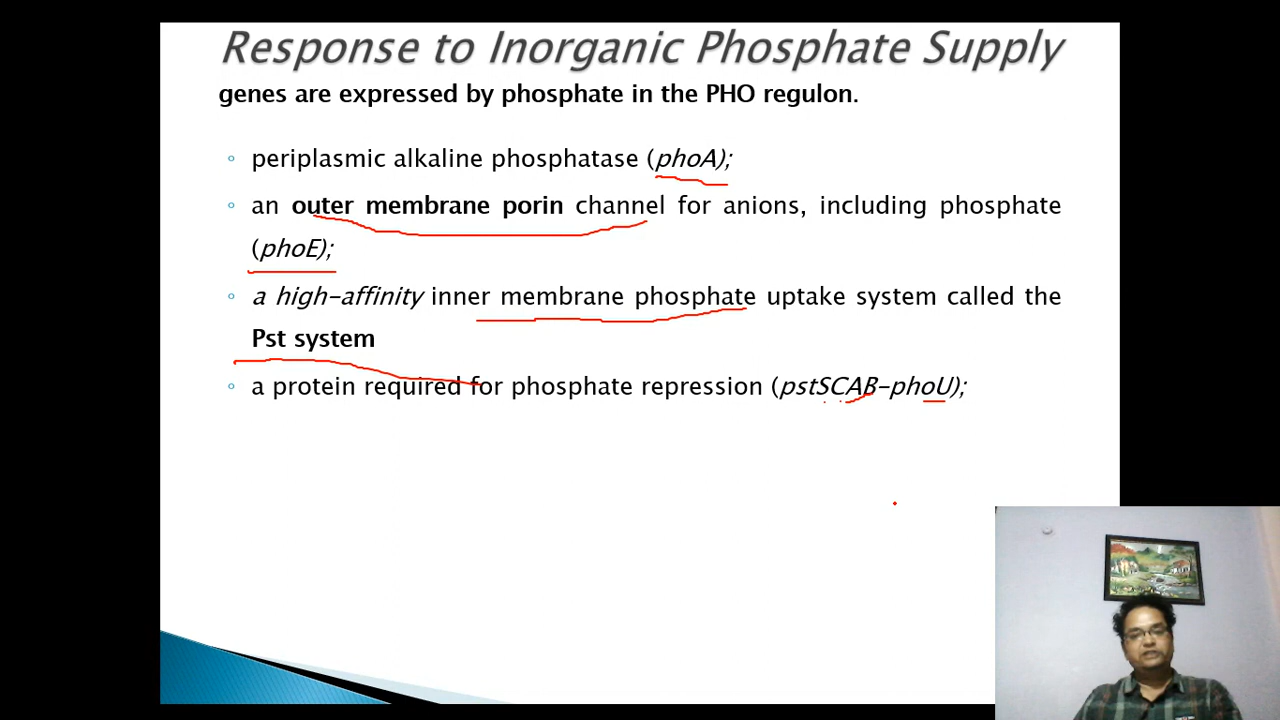 Response to Inorganic Phosphate Supply
genes are expressed by phosphate in the PHO regulon.
◦ periplasmic alkaline phosphatase (phoA);
◦ an outer membrane porin channel for anions, including phosphate
(phoE);
◦ a high-affinity inner membrane phosphate uptake system called the
Pst system
◦ a protein required for phosphate repression (pstSCAB-phoU);